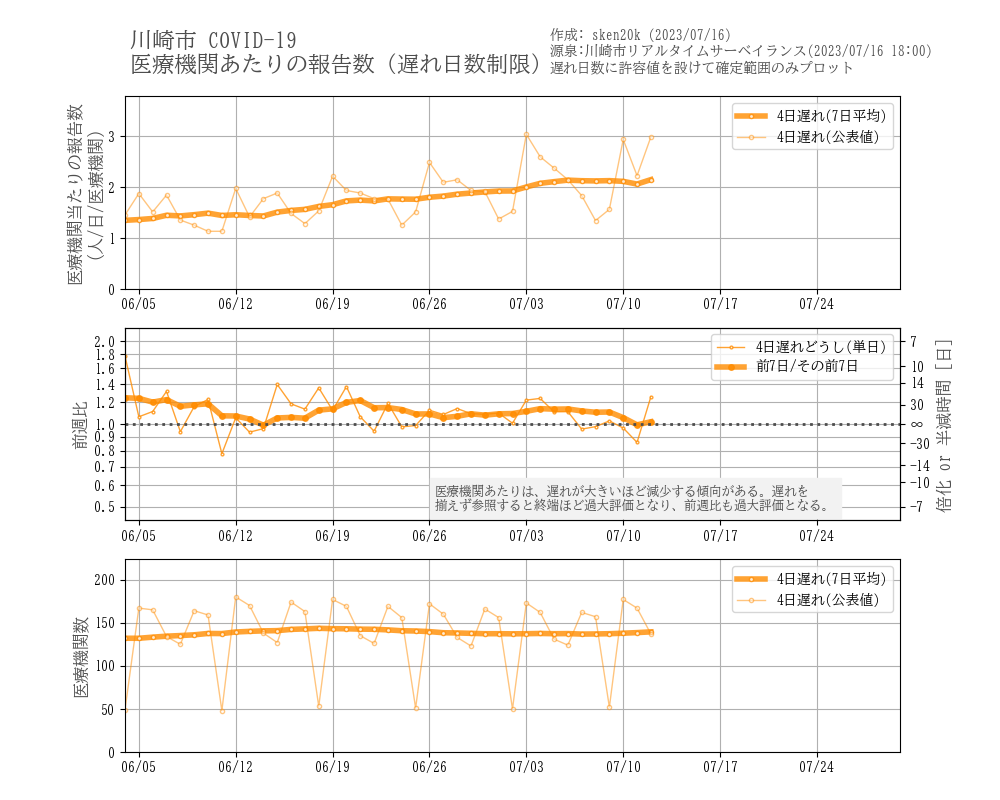 川崎市 COVID-19
医療機関あたりの報告数（遅れ日数制限）
作成: sken20k (2023/07/16)
源泉:川崎市リアルタイムサーベイランス(2023/07/16 18:00)
遅れ日数に許容値を設けて確定範囲のみプロット
医療機関当たりの報告数
(人/日/医療機関)
3
2
1
0
4日遅れ(7日平均)
4日遅れ(公表値)
06/05 06/12 06/19 06/26 07/03 07/10 07/17 07/24
前週比
2.0
1.8
1.6
1.4
1.2
1.0
0.9
0.8
0.7
0.6
0.5
4日遅れどうし(単日)
前7日/その前7日
7
10
14
30
∞
-30
-14
-10
-7
倍化 or 半減時間 [日]
医療機関あたりは、遅れが大きいほど減少する傾向がある。遅れを
揃えず参照すると終端ほど過大評価となり、前週比も過大評価となる。
06/05 06/12 06/19 06/26 07/03 07/10 07/17 07/24
医療機関数
200
150
100
50
0
4日遅れ(7日平均)
4日遅れ(公表値)
06/05 06/12 06/19 06/26 07/03 07/10 07/17 07/24